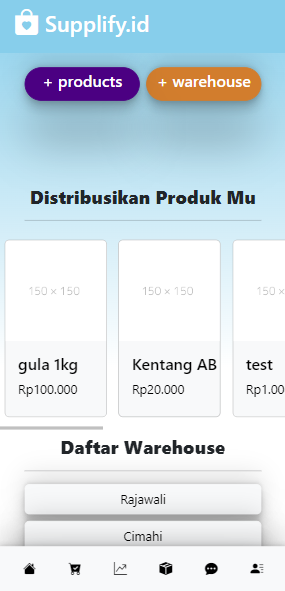 Supplify.id
+ products
+ warehouse
Distribusikan Produk Mu
150 × 150
150 × 150
150 ×
gula 1kg
Kentang AB
test
Rp100.000
Rp20.000
Rp1.00
Daftar Warehouse
Rajawali
Cimahi